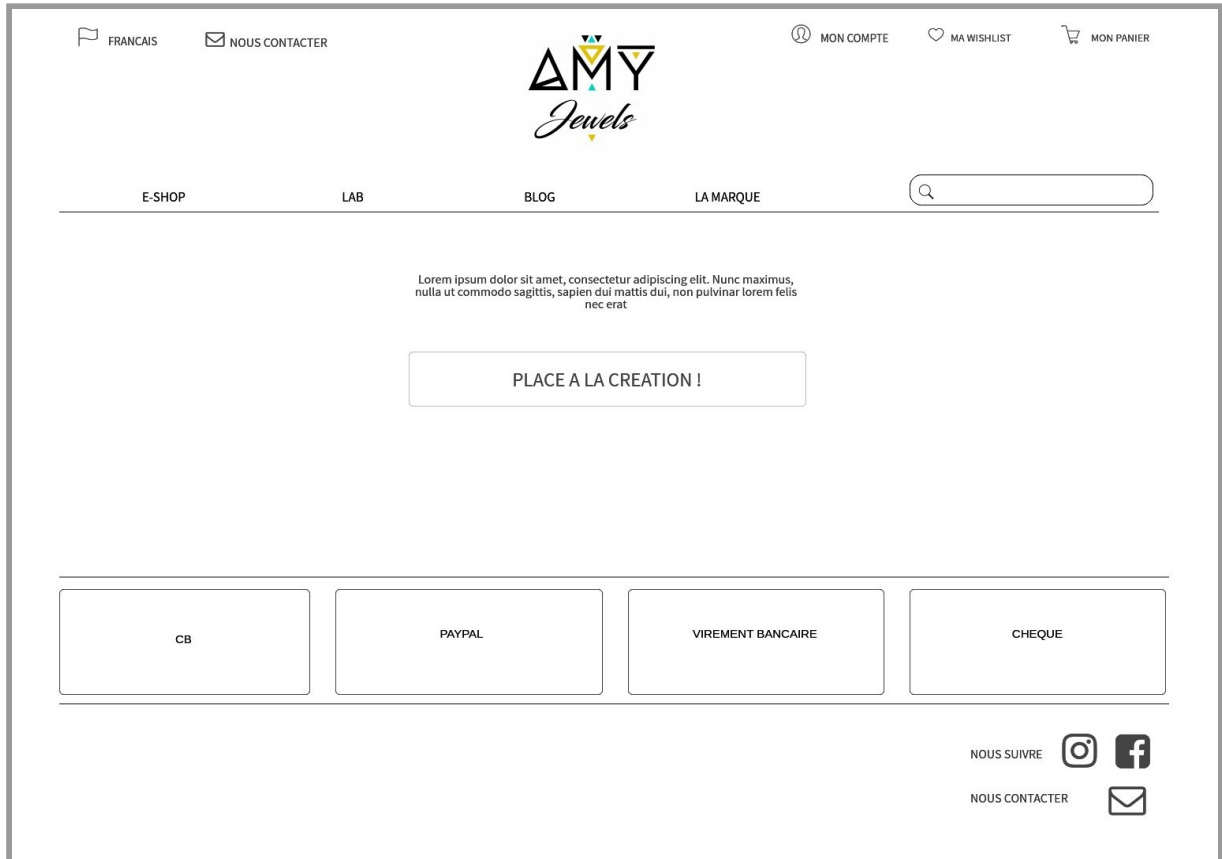 FRANCAIS
NOUS CONTACTER
MON COMPTE
MA WISHLIST
MON PANIER
AMY
Jewels
E-SHOP
LAB
BLOG
LA MARQUE
Lorem ipsum dolor sit amet, consectetur adipiscing elit. Nunc maximus,
nulla ut commodo sagittis, sapien dui mattis dui, non pulvinar lorem felis
nec erat
PLACE A LA CREATION !
CB
PAYPAL
VIREMENT BANCAIRE
CHEQUE
NOUS SUIVRE
NOUS CONTACTER